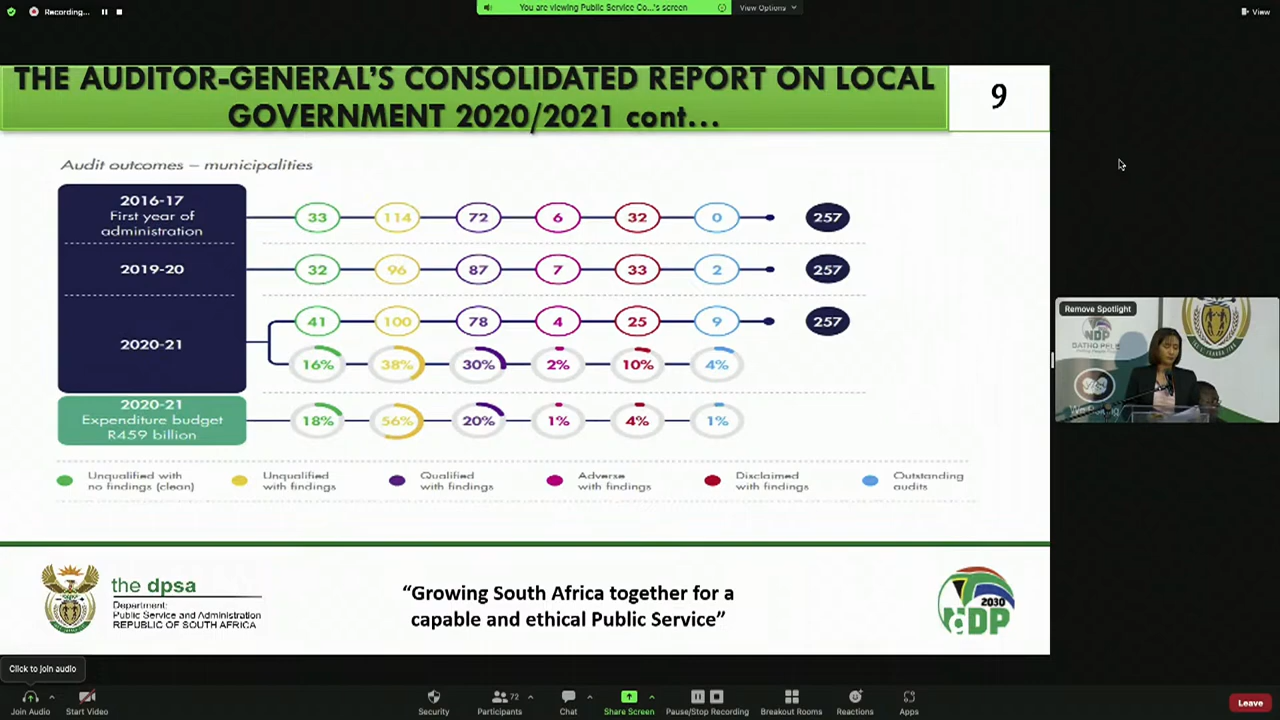 Recording...
You are viewing Public Service Co...'s screen
View Options
View
THE AUDITOR-GENERAL'S CONSOLIDATED REPORT ON LOCAL
GOVERNMENT 2020/2021 cont...
9
Audit outcomes – municipalities
2016-17
First year of
administration
33 114 72 6 32 0 257
2019-20
32 96 87 7 33 2 257
2020-21
41 100 78 4 25 9 257
16% 38% 30% 2% 10% 4%
2020-21
Expenditure budget
R459 billion
18% 56% 20% 1% 4% 1%
Unqualified with
no findings (clean)
Unqualified
with findings
Qualified
with findings
Adverse
with findings
Disclaimed
with findings
Outstanding
audits
Remove Spotlight
NDP
BATHO PELE
the dpsa
Department:
Public Service and Administration
REPUBLIC OF SOUTH AFRICA
“Growing South Africa together for a
capable and ethical Public Service”
2030
NDP
Click to join audio
Join Audio
Start Video
Security
72
Participants
Chat
Share Screen
Pause/Stop Recording
Breakout Rooms
Reactions
Apps
Leave